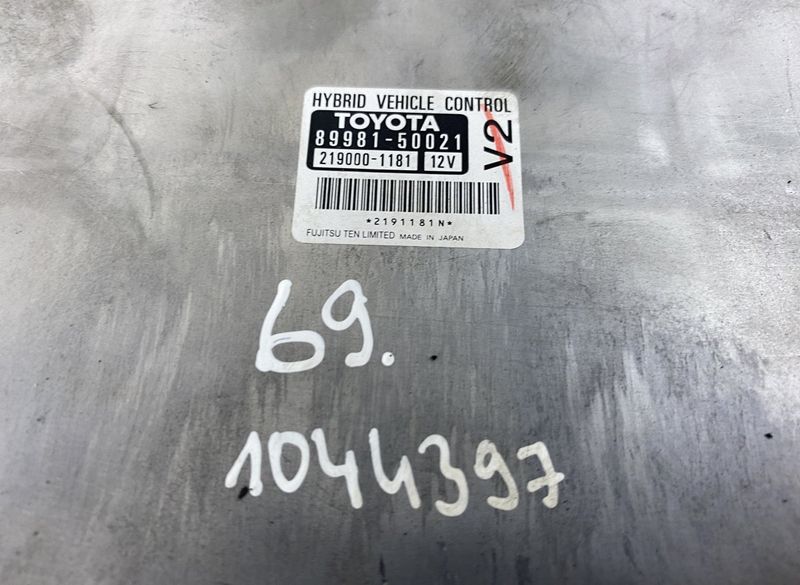 HYBRID VEHICLE CONTROL
TOYOTA
89981-50021
219000-1181 12V
V2
*2191181N*
FUJITSU TEN LIMITED MADE IN JAPAN
69.
1044397